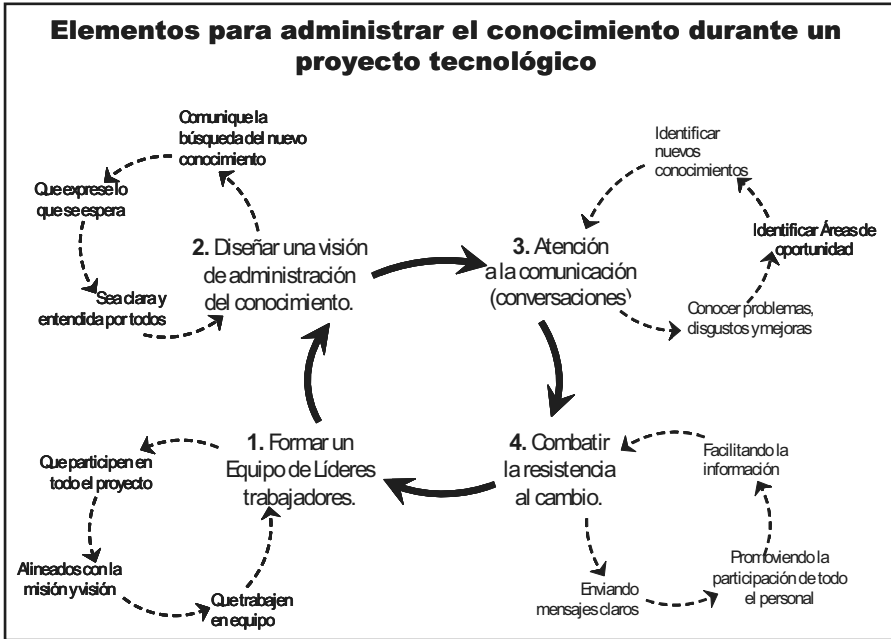 Elementos para administrar el conocimiento durante un
proyecto tecnológico
Comunique la
búsqueda del nuevo
conocimiento
Que exprese lo
que se espera
Sea clara y
entendida por todos
2. Diseñar una visión
de administración
del conocimiento.
3. Atención
a la comunicación
(conversaciones)
Identificar
nuevos
conocimientos
Identificar Áreas de
oportunidad
Conocer problemas,
disgustos y mejoras
1. Formar un
Equipo de Líderes
trabajadores.
Que participen en
todo el proyecto
Alineados con la
misión y visión
Que trabajen
en equipo
4. Combatir
la resistencia
al cambio.
Facilitando la
información
Promoviendo la
participación de todo
el personal
Enviando
mensajes claros